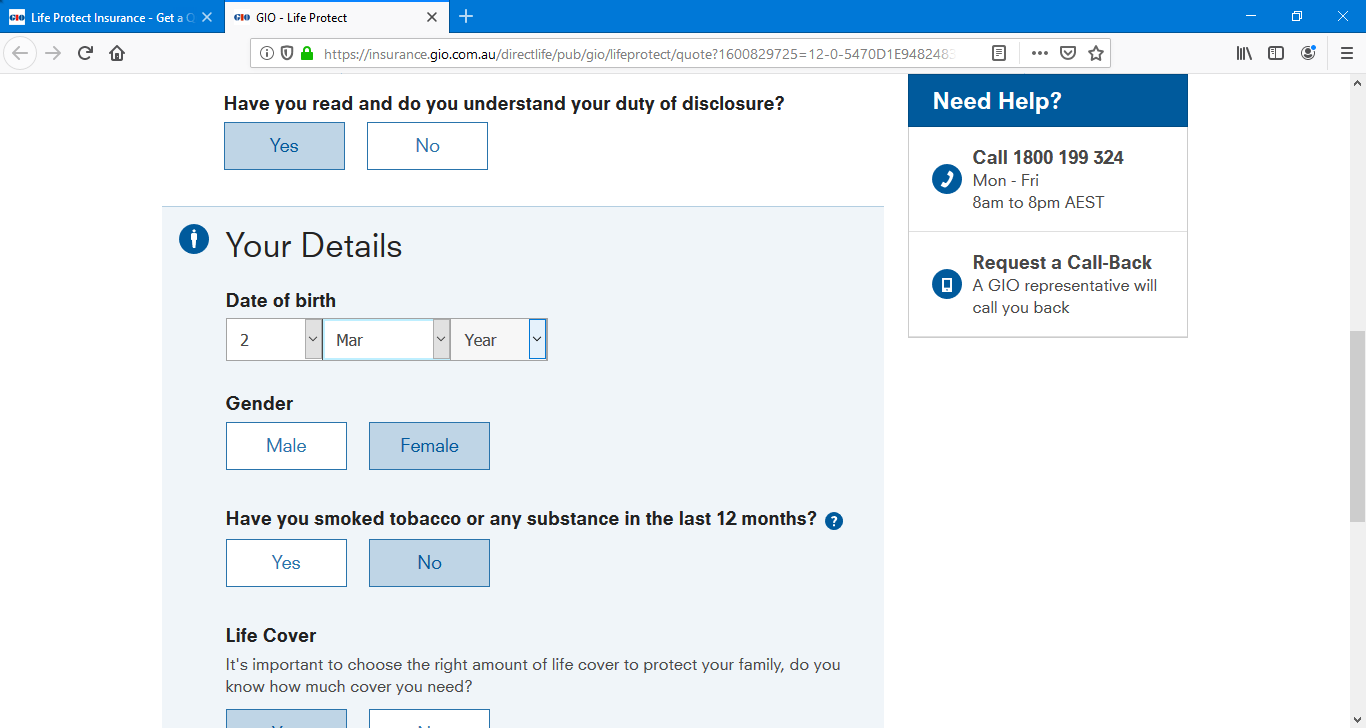 GIO Life Protect Insurance - Get a Q
GIO GIO - Life Protect
https://insurance.gio.com.au/directlife/pub/gio/lifeprotect/quote?1600829725=12-0-5470D1E9482483
Have you read and do you understand your duty of disclosure?
Yes No
Your Details
Date of birth
2 Mar Year
Gender
Male Female
Have you smoked tobacco or any substance in the last 12 months? ?
Yes No
Life Cover
It's important to choose the right amount of life cover to protect your family, do you
know how much cover you need?
Need Help?
Call 1800 199 324
Mon - Fri
8am to 8pm AEST
Request a Call-Back
A GIO representative will
call you back